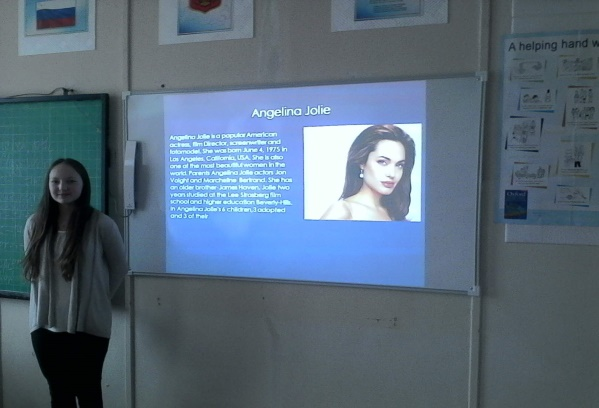 A helping hand w
Angelina Jolie
Angelina Jolie is a popular American
actress, film Director, screenwriter and
fotomodel. She was born June 4, 1975 in
Los Angeles, California, USA. She is also
one of the most beautiful women in the
world. Parents Angelina Jolie actors Jon
Voight and Marcheline Bertrand. She has
an older brother James Haven. Jolie two
years studied at the Lee Strasberg film
school and higher education Beverly-Hills.
In Angelina Jolie's 6 children,3 adopted
and 3 of their